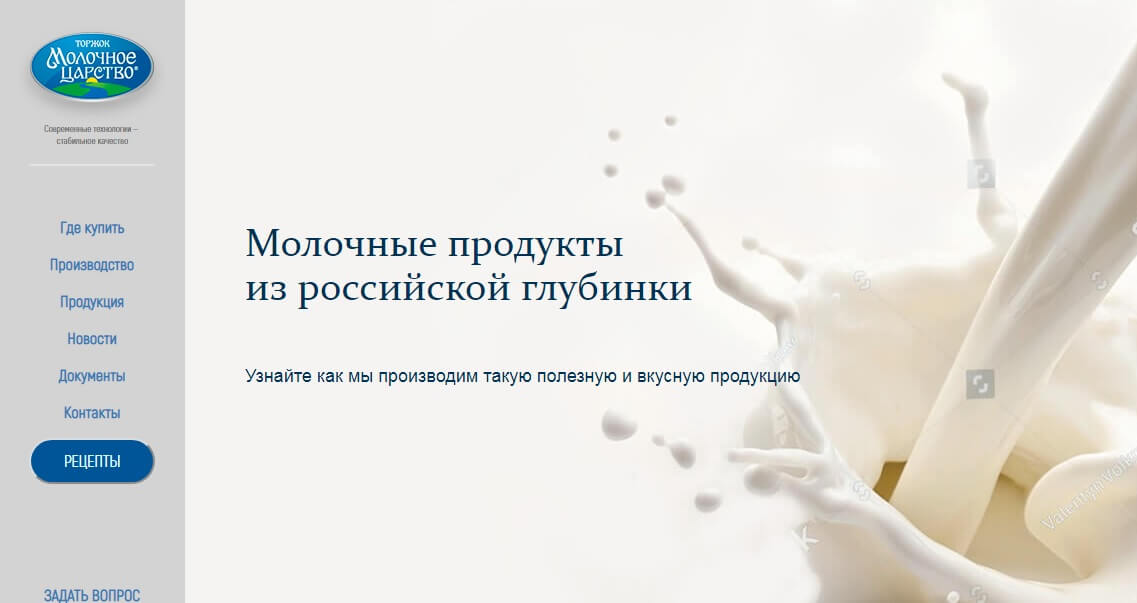 ТОРЖОК
МОЛОЧНОЕ
ЦАРСТВО®
Современные технологии –
стабильное качество
Где купить
Производство
Продукция
Новости
Документы
Контакты
РЕЦЕПТЫ
ЗАДАТЬ ВОПРОС
Молочные продукты
из российской глубинки
Узнайте как мы производим такую полезную и вкусную продукцию